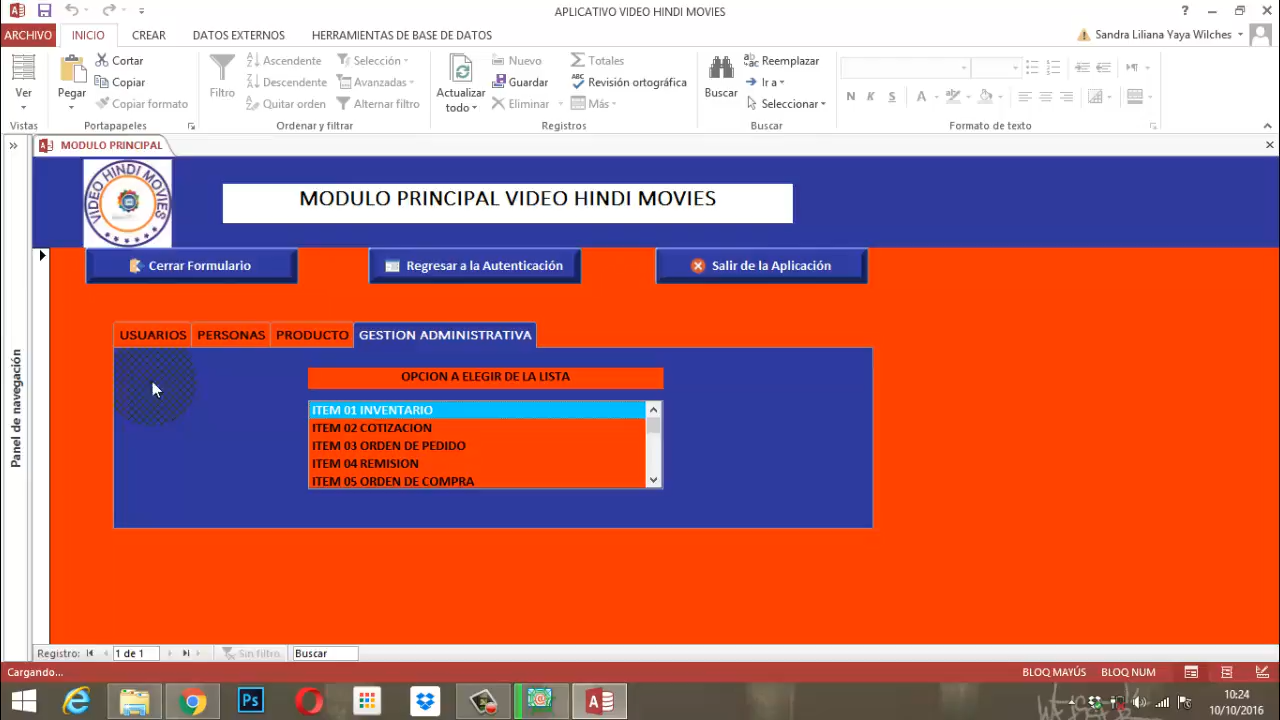 APLICATIVO VIDEO HINDI MOVIES
?
ARCHIVO INICIO CREAR DATOS EXTERNOS HERRAMIENTAS DE BASE DE DATOS
Sandra Liliana Yaya Wilches
Ver
Vistas
Pegar
Cortar
Copiar
Copiar formato
Portapapeles
Filtro
Ascendente
Descendente
Quitar orden
Selección
Avanzadas
Alternar filtro
Ordenar y filtrar
Actualizar
todo
Nuevo
Guardar
Eliminar
Totales
Revisión ortográfica
Más
Registros
Buscar
Reemplazar
Ir a
Seleccionar
Buscar
N K S A
Formato de texto
MODULO PRINCIPAL
Panel de navegación
VIDEO HINDI MOVIES
MODULO PRINCIPAL VIDEO HINDI MOVIES
Cerrar Formulario
Regresar a la Autenticación
Salir de la Aplicación
USUARIOS PERSONAS PRODUCTO GESTION ADMINISTRATIVA
OPCION A ELEGIR DE LA LISTA
ITEM 01 INVENTARIO
ITEM 02 COTIZACION
ITEM 03 ORDEN DE PEDIDO
ITEM 04 REMISION
ITEM 05 ORDEN DE COMPRA
Registro: 1 de 1 Sin filtro Buscar
Cargando... BLOQ MAYÚS BLOQ NUM
Ps
10:24
10/10/2016